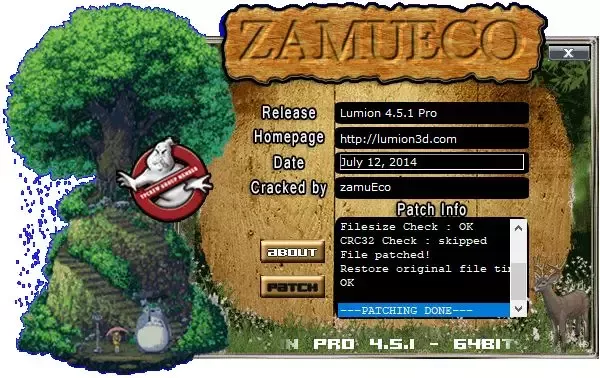 ZAMUECO
X
Release
Lumion 4.5.1 Pro
Homepage
http://lumion3d.com
Date
July 12, 2014
Cracked by
zamuEco
Patch Info
Filesize Check : OK
CRC32 Check : skipped
File patched!
Restore original file tim
OK
---PATCHING DONE---
ABOUT
PATCH
N PRO 4.5.1 - 64BIT